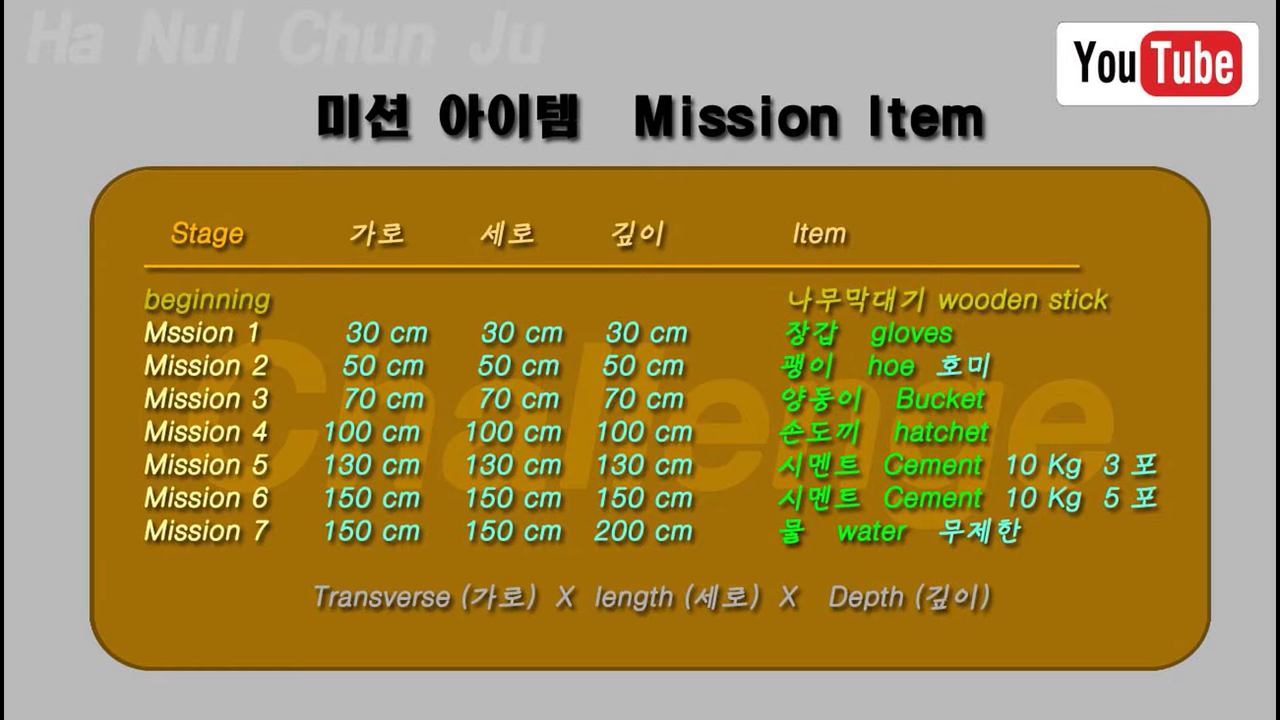 Ha Nul Chun Ju
YouTube
미션 아이템 Mission Item
Stage 가로 세로 깊이 Item
beginning 나무막대기 wooden stick
Mssion 1 30 cm 30 cm 30 cm 장갑 gloves
Mission 2 50 cm 50 cm 50 cm 괭이 hoe 호미
Mission 3 70 cm 70 cm 70 cm 양동이 Bucket
Mission 4 100 cm 100 cm 100 cm 손도끼 hatchet
Mission 5 130 cm 130 cm 130 cm 시멘트 Cement 10 Kg 3 포
Mission 6 150 cm 150 cm 150 cm 시멘트 Cement 10 Kg 5 포
Mission 7 150 cm 150 cm 200 cm 물 water 무제한
Challenge
Transverse (가로) X length (세로) X Depth (깊이)